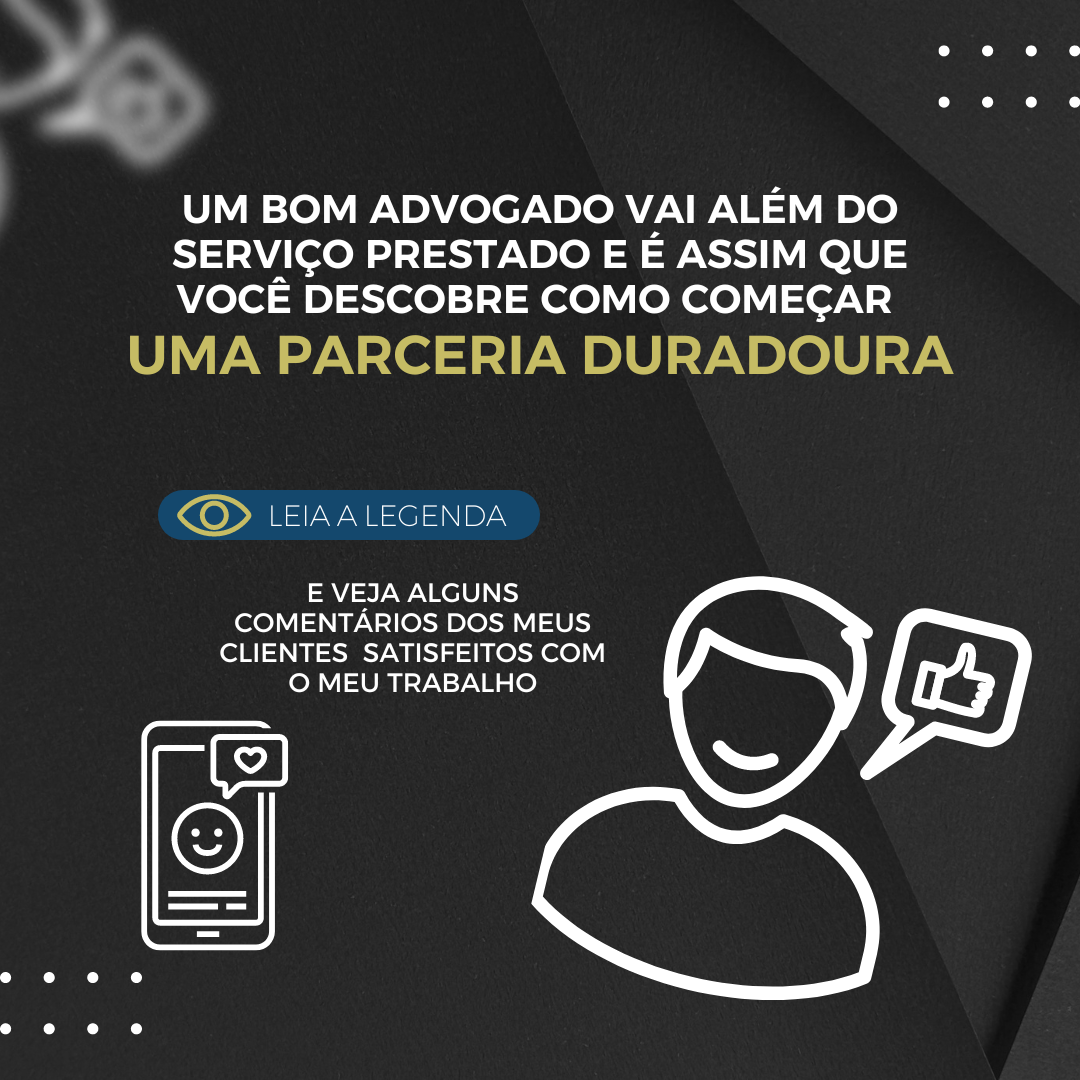 UM BOM ADVOGADO VAI ALÉM DO
SERVIÇO PRESTADO E É ASSIM QUE
VOCÊ DESCOBRE COMO COMEÇAR
UMA PARCERIA DURADOURA
LEIA A LEGENDA
E VEJA ALGUNS
COMENTÁRIOS DOS MEUS
CLIENTES SATISFEITOS COM
O MEU TRABALHO